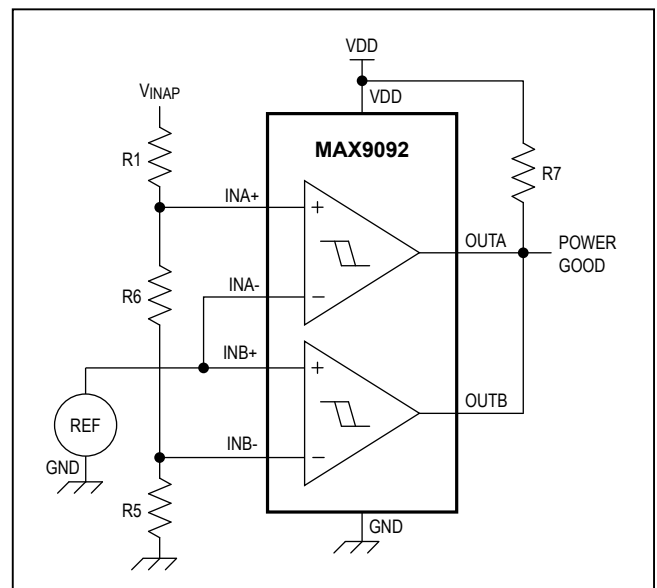 VDD
VINAP
VDD
MAX9092
R1
R7
INA+
+
OUTA
POWER
GOOD
INA-
−
R6
INB+
+
REF
OUTB
GND
INB-
−
R5
GND